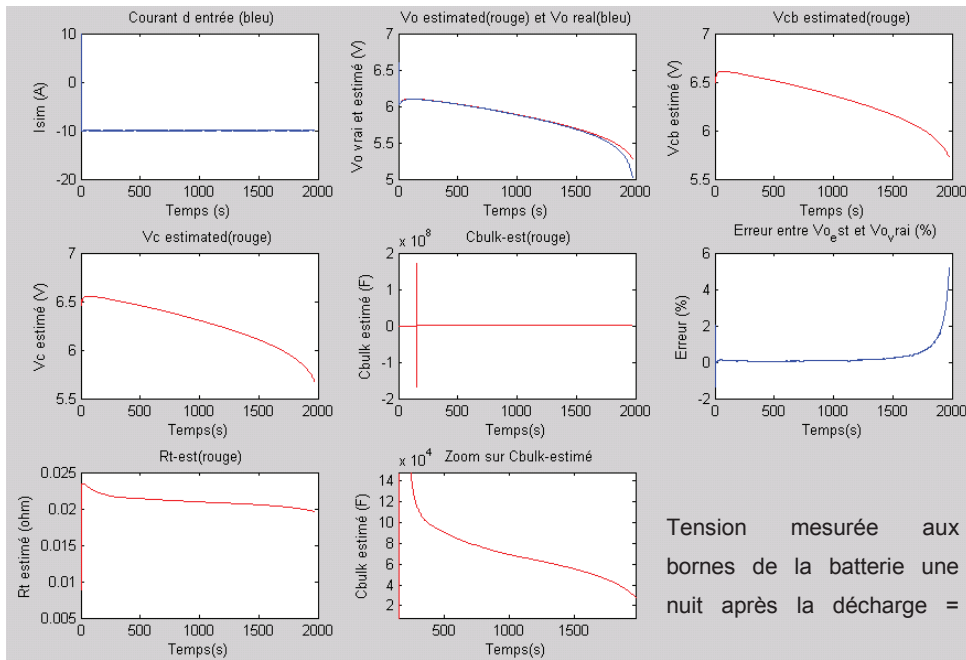 Courant d entrée (bleu)
10
0
-10
-20
Isim (A)
0 500 1000 1500 2000
Temps (s)
Vo estimated(rouge) et Vo real(bleu)
7
6.5
6
5.5
5
Vo vrai et estimé (V)
0 500 1000 1500 2000
Temps (s)
Vcb estimated(rouge)
7
6.5
6
5.5
Vcb estimé (V)
0 500 1000 1500 2000
Temps (s)
Vc estimated(rouge)
7
6.5
6
5.5
Vc estimé (V)
0 500 1000 1500 2000
Temps(s)
Cbulk-est(rouge)
x 10^8
2
1
0
-1
-2
Cbulk estimé (F)
0 500 1000 1500 2000
Temps(s)
Erreur entre Vo_est et Vo_vrai (%)
6
4
2
0
-2
Erreur (%)
0 500 1000 1500 2000
Temps(s)
Rt-est(rouge)
0.025
0.02
0.015
0.01
0.005
Rt estimé (ohm)
0 500 1000 1500 2000
Temps(s)
Zoom sur Cbulk-estimé
x 10^4
14
12
10
8
6
4
2
Cbulk estimé (F)
500 1000 1500
Temps(s)
Tension mesurée aux
bornes de la batterie une
nuit après la décharge =